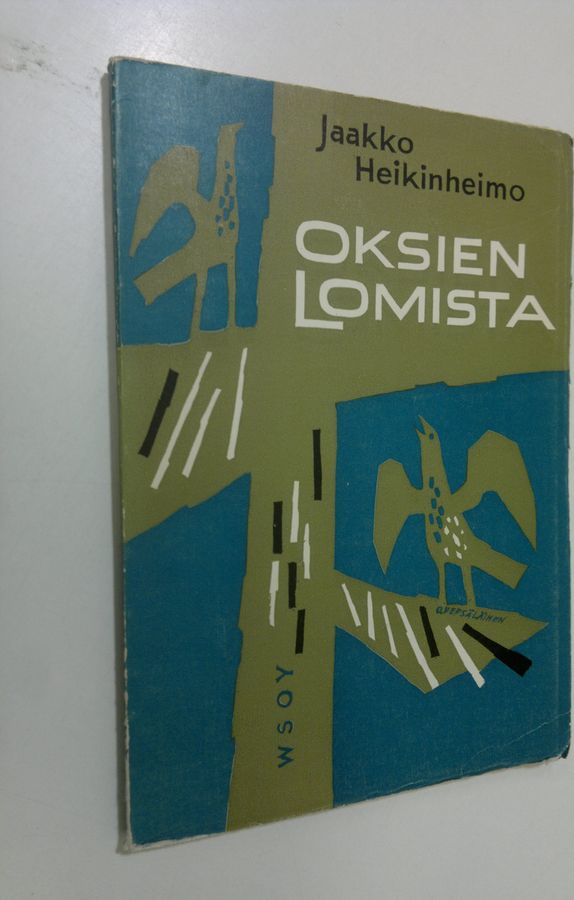 Jaakko
Heikinheimo
OKSIEN
LOMISTA
WSOY